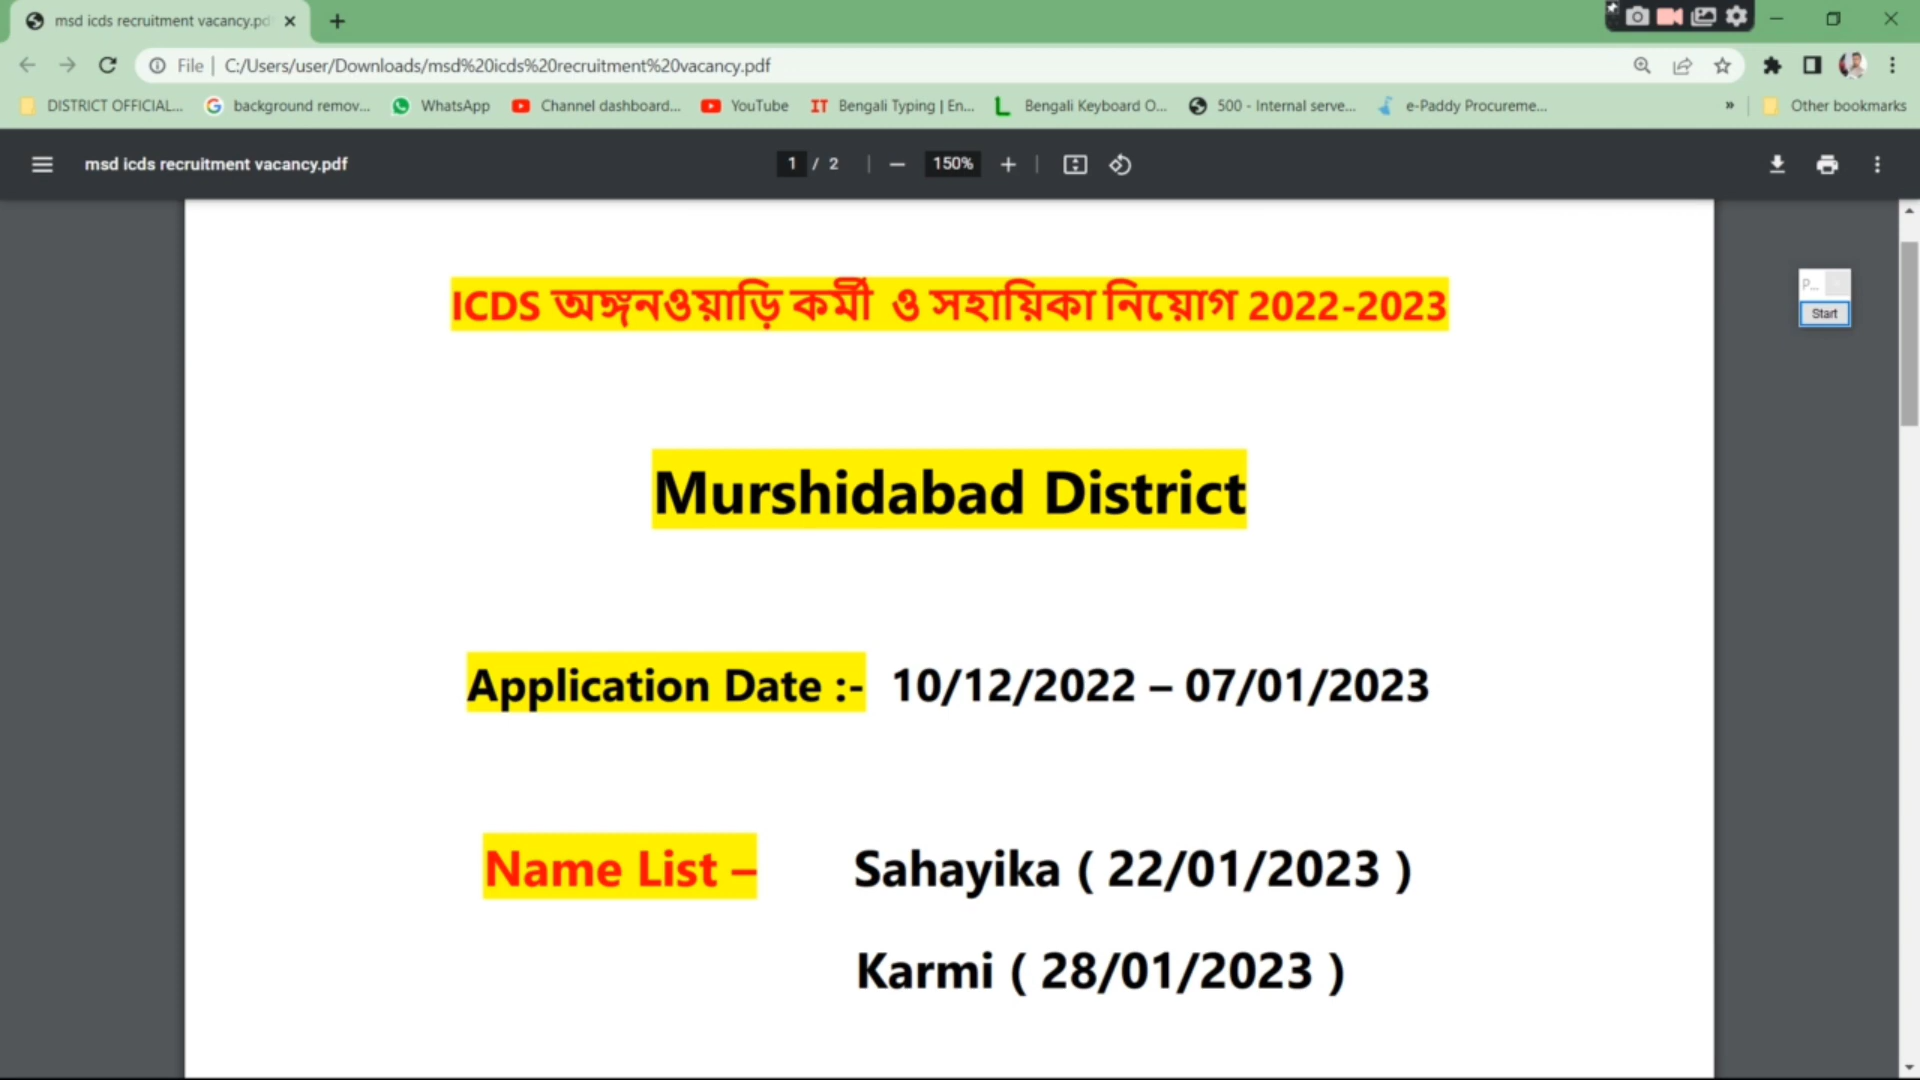 msd icds recruitment vacancy.pd
File | C:/Users/user/Downloads/msd%20icds%20recruitment%20vacancy.pdf
DISTRICT OFFICIAL... background remov... WhatsApp Channel dashboard... YouTube IT Bengali Typing | En... L Bengali Keyboard O... 500 - Internal serve... e-Paddy Procureme... » Other bookmarks
msd icds recruitment vacancy.pdf 1 / 2 | — 150% + |
ICDS অঙ্গনওয়াড়ি কর্মী ও সহায়িকা নিয়োগ 2022-2023
P...
Start
Murshidabad District
Application Date :- 10/12/2022 – 07/01/2023
Name List – Sahayika ( 22/01/2023 )
Karmi ( 28/01/2023 )